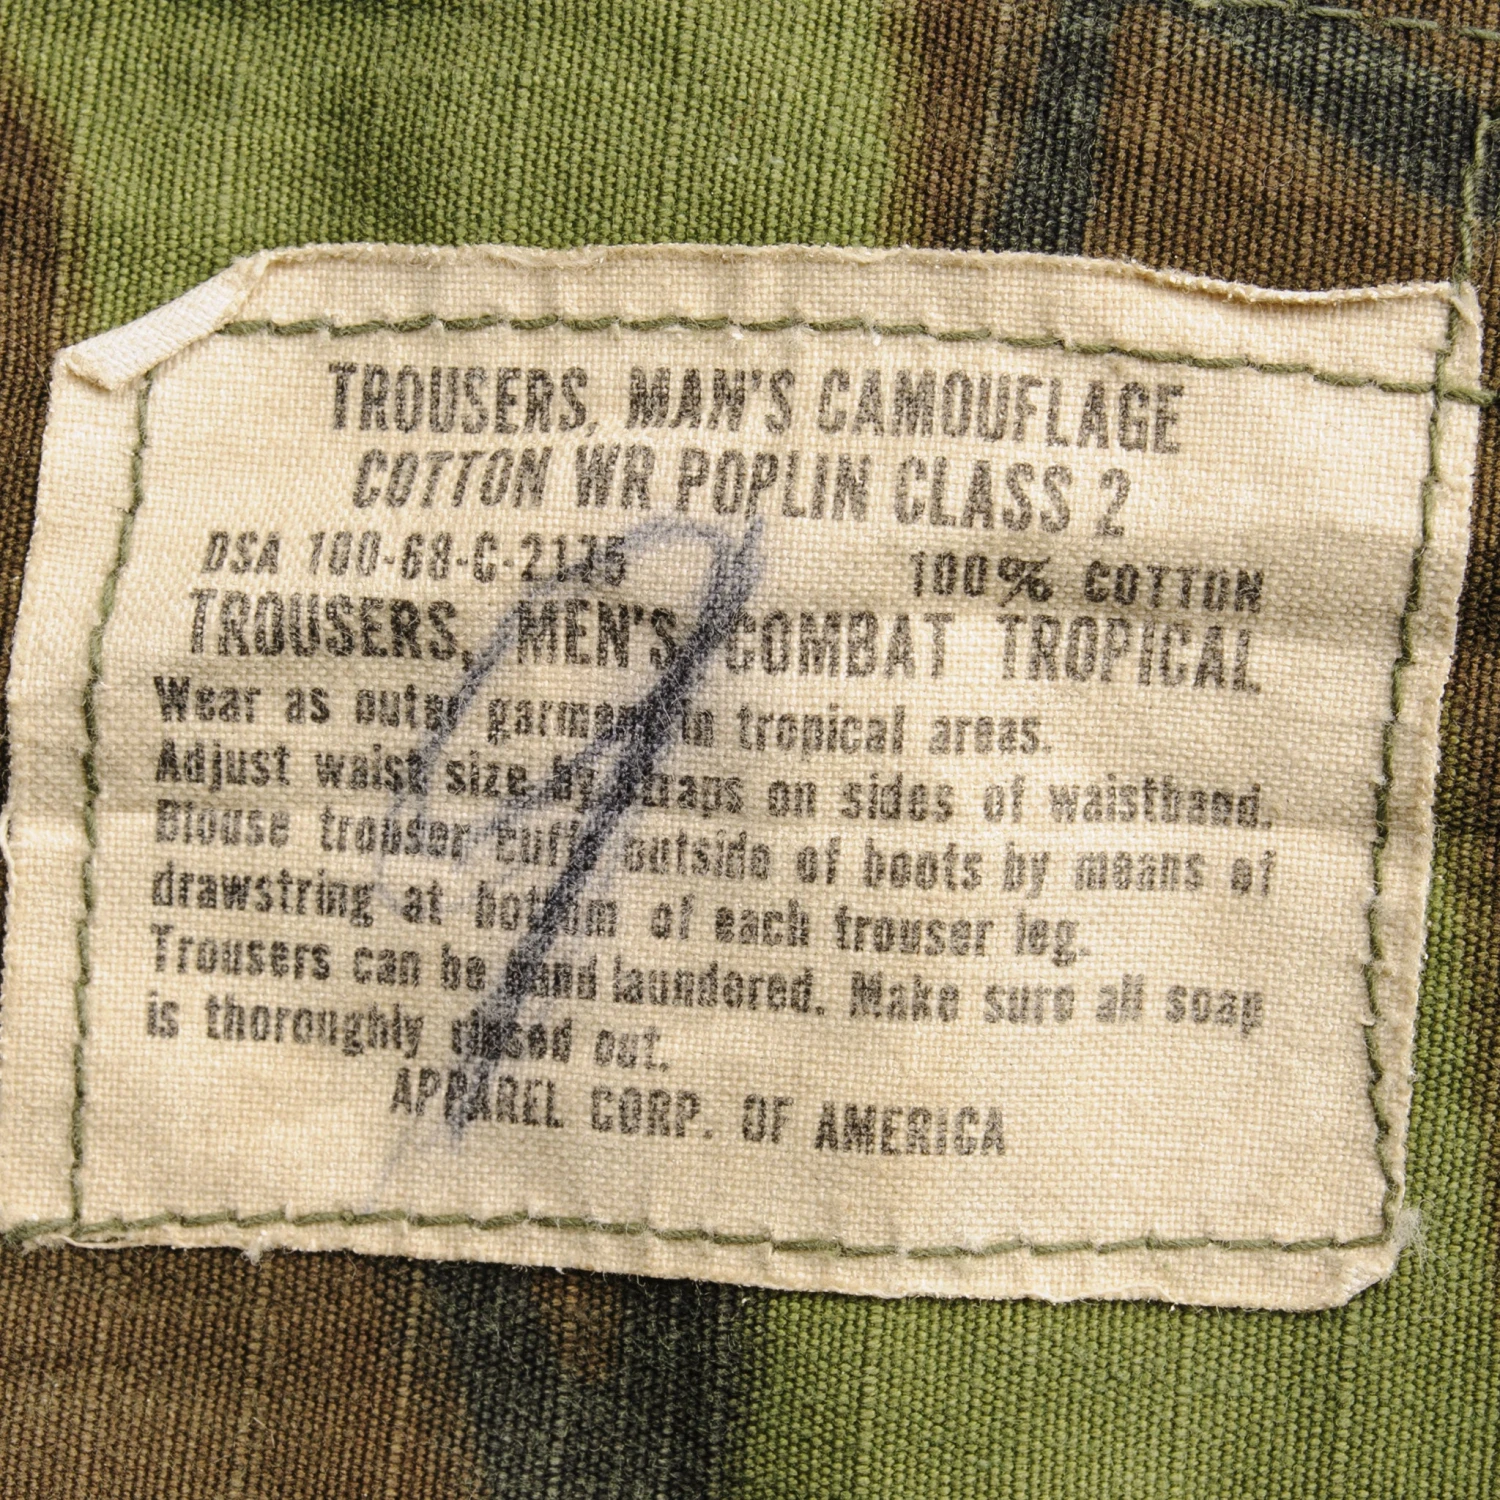 TROUSERS, MAN'S CAMOUFLAGE
COTTON WR POPLIN CLASS 2
DSA 100-68-C-2175 100% COTTON
TROUSERS, MEN'S COMBAT TROPICAL
Wear as outer garment in tropical areas.
Adjust waist size by straps on sides of waistband.
Blouse trouser cuffs outside of boots by means of
drawstring at bottom of each trouser leg.
Trousers can be hand laundered. Make sure all soap
is thoroughly rinsed out.
APPAREL CORP. OF AMERICA